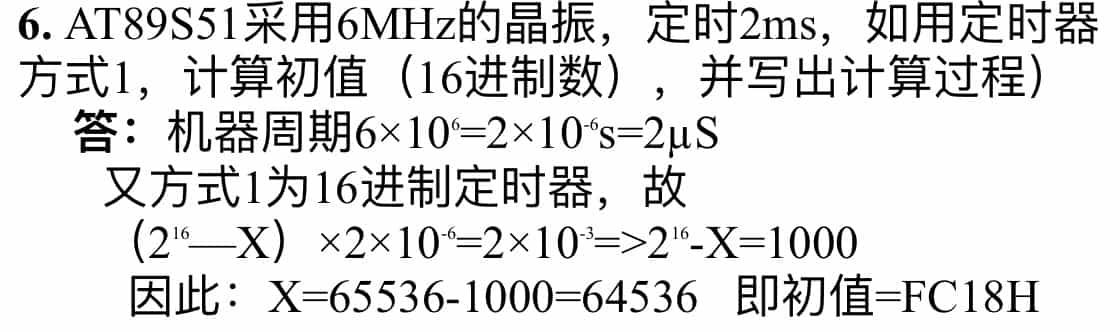 6. AT89S51采用6MHz的晶振，定时2ms，如用定时器
方式1，计算初值（16进制数），并写出计算过程）
答：机器周期6×10⁶=2×10⁻⁶s=2μS
又方式1为16进制定时器，故
（2¹⁶—X）×2×10⁻⁶=2×10⁻³=>2¹⁶-X=1000
因此：X=65536-1000=64536 即初值=FC18H